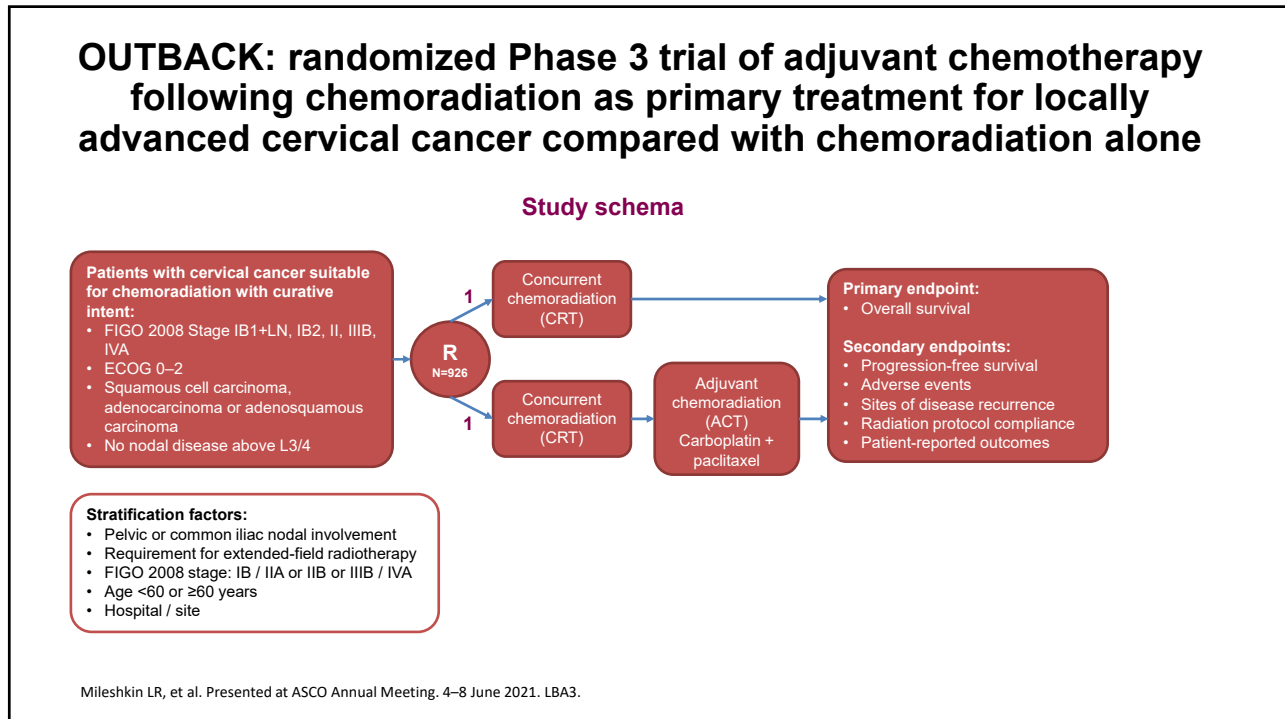 OUTBACK: randomized Phase 3 trial of adjuvant chemotherapy
following chemoradiation as primary treatment for locally
advanced cervical cancer compared with chemoradiation alone
Study schema
Patients with cervical cancer suitable
for chemoradiation with curative
intent:
• FIGO 2008 Stage IB1+LN, IB2, II, IIIB,
IVA
• ECOG 0–2
• Squamous cell carcinoma,
adenocarcinoma or adenosquamous
carcinoma
• No nodal disease above L3/4
R
N=926
1
Concurrent
chemoradiation
(CRT)
1
Concurrent
chemoradiation
(CRT)
Adjuvant
chemoradiation
(ACT)
Carboplatin +
paclitaxel
Primary endpoint:
• Overall survival
Secondary endpoints:
• Progression-free survival
• Adverse events
• Sites of disease recurrence
• Radiation protocol compliance
• Patient-reported outcomes
Stratification factors:
• Pelvic or common iliac nodal involvement
• Requirement for extended-field radiotherapy
• FIGO 2008 stage: IB / IIA or IIB or IIIB / IVA
• Age <60 or ≥60 years
• Hospital / site
Mileshkin LR, et al. Presented at ASCO Annual Meeting. 4–8 June 2021. LBA3.